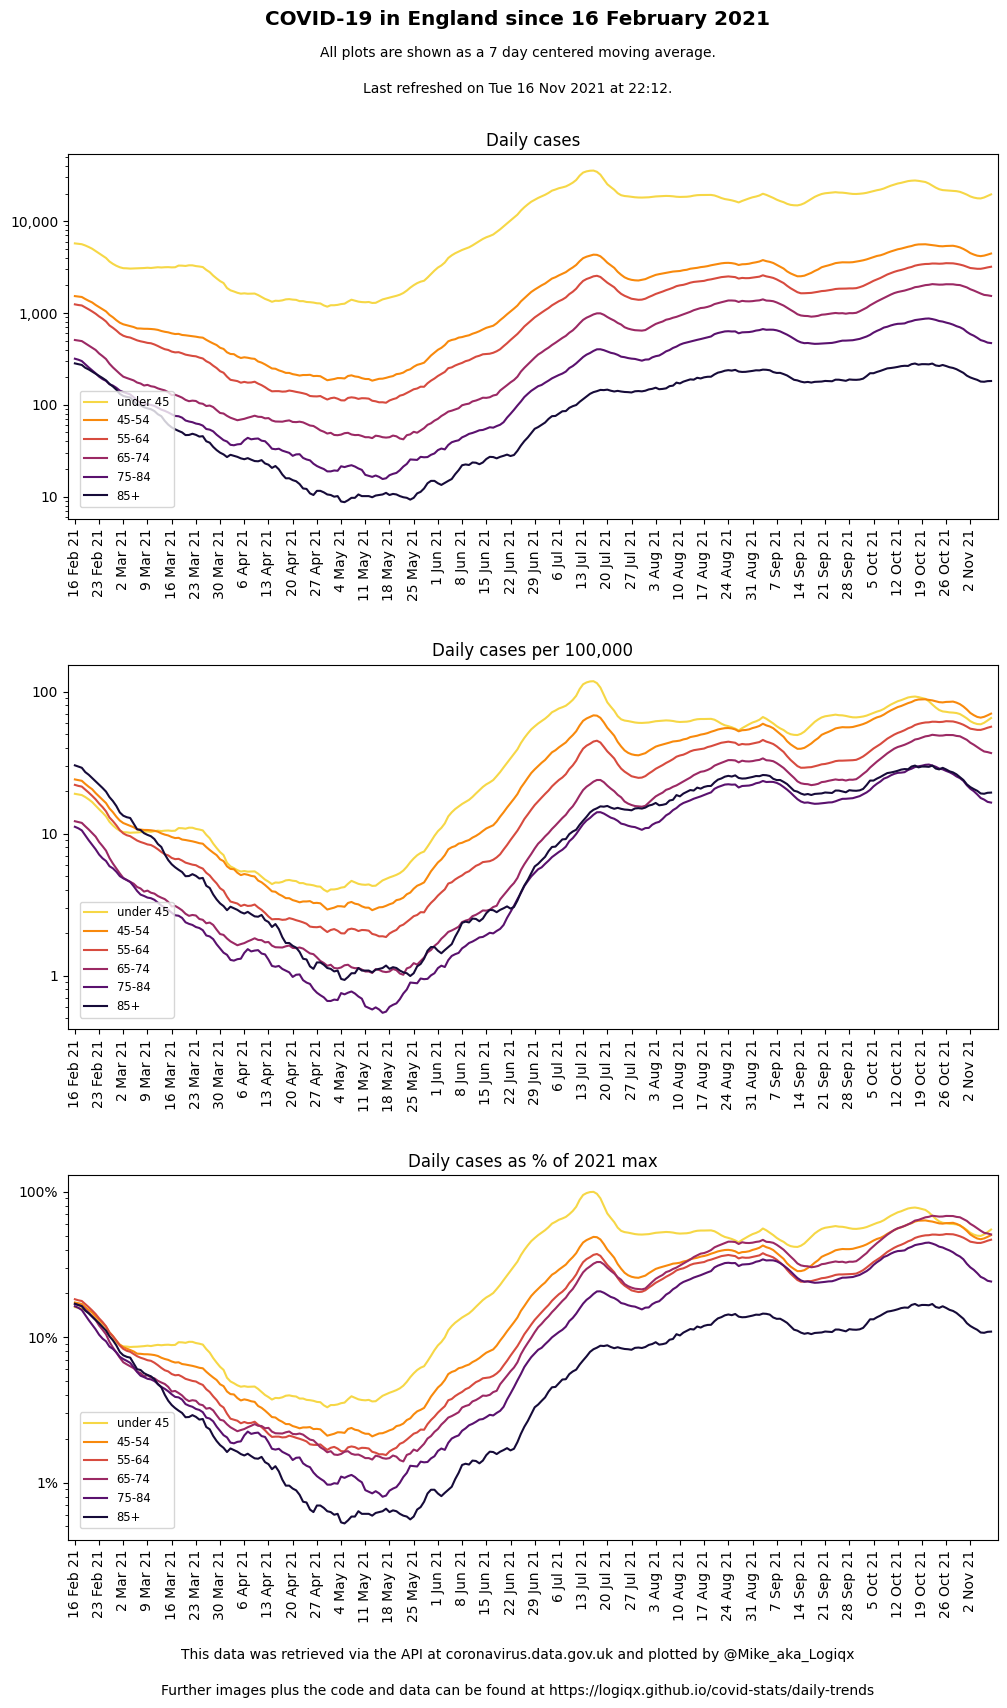 COVID-19 in England since 16 February 2021
All plots are shown as a 7 day centered moving average.
Last refreshed on Tue 16 Nov 2021 at 22:12.
Daily cases
10,000
1,000
100
10
under 45
45-54
55-64
65-74
75-84
85+
16 Feb 21
23 Feb 21
2 Mar 21
9 Mar 21
16 Mar 21
23 Mar 21
30 Mar 21
6 Apr 21
13 Apr 21
20 Apr 21
27 Apr 21
4 May 21
11 May 21
18 May 21
25 May 21
1 Jun 21
8 Jun 21
15 Jun 21
22 Jun 21
29 Jun 21
6 Jul 21
13 Jul 21
20 Jul 21
27 Jul 21
3 Aug 21
10 Aug 21
17 Aug 21
24 Aug 21
31 Aug 21
7 Sep 21
14 Sep 21
21 Sep 21
28 Sep 21
5 Oct 21
12 Oct 21
19 Oct 21
26 Oct 21
2 Nov 21
Daily cases per 100,000
100
10
1
under 45
45-54
55-64
65-74
75-84
85+
16 Feb 21
23 Feb 21
2 Mar 21
9 Mar 21
16 Mar 21
23 Mar 21
30 Mar 21
6 Apr 21
13 Apr 21
20 Apr 21
27 Apr 21
4 May 21
11 May 21
18 May 21
25 May 21
1 Jun 21
8 Jun 21
15 Jun 21
22 Jun 21
29 Jun 21
6 Jul 21
13 Jul 21
20 Jul 21
27 Jul 21
3 Aug 21
10 Aug 21
17 Aug 21
24 Aug 21
31 Aug 21
7 Sep 21
14 Sep 21
21 Sep 21
28 Sep 21
5 Oct 21
12 Oct 21
19 Oct 21
26 Oct 21
2 Nov 21
Daily cases as % of 2021 max
100%
10%
1%
under 45
45-54
55-64
65-74
75-84
85+
16 Feb 21
23 Feb 21
2 Mar 21
9 Mar 21
16 Mar 21
23 Mar 21
30 Mar 21
6 Apr 21
13 Apr 21
20 Apr 21
27 Apr 21
4 May 21
11 May 21
18 May 21
25 May 21
1 Jun 21
8 Jun 21
15 Jun 21
22 Jun 21
29 Jun 21
6 Jul 21
13 Jul 21
20 Jul 21
27 Jul 21
3 Aug 21
10 Aug 21
17 Aug 21
24 Aug 21
31 Aug 21
7 Sep 21
14 Sep 21
21 Sep 21
28 Sep 21
5 Oct 21
12 Oct 21
19 Oct 21
26 Oct 21
2 Nov 21
This data was retrieved via the API at coronavirus.data.gov.uk and plotted by @Mike_aka_Logiqx
Further images plus the code and data can be found at https://logiqx.github.io/covid-stats/daily-trends